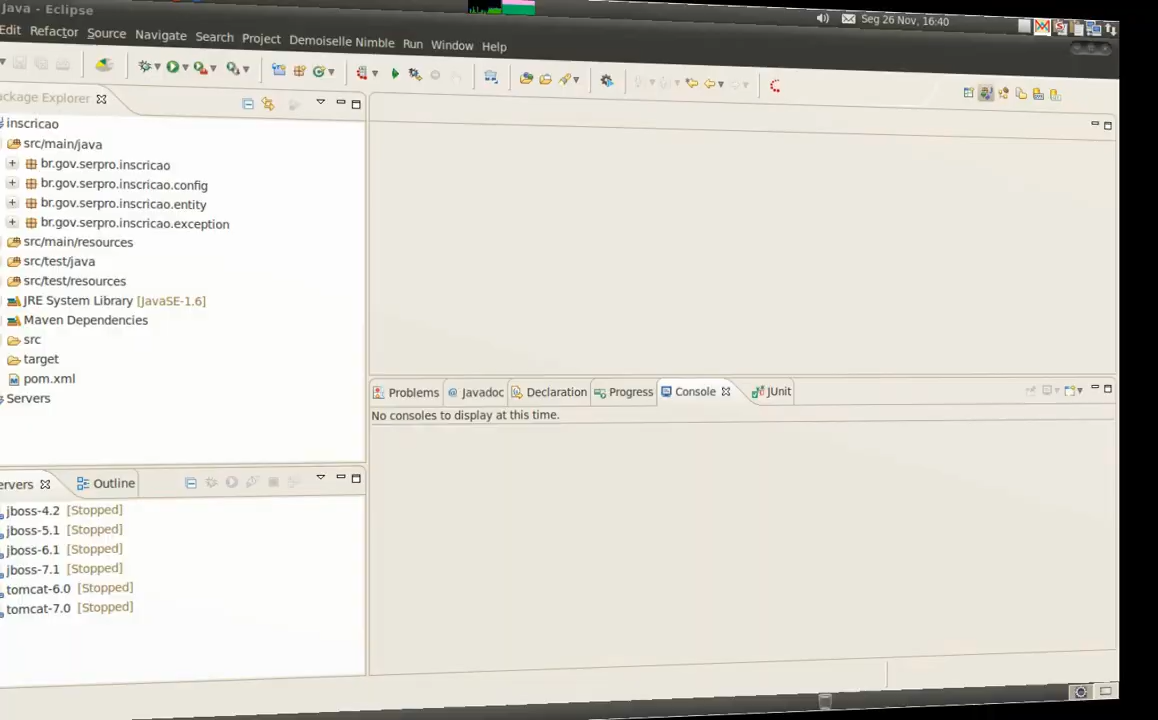 Java - Eclipse
Seg 26 Nov, 16:40
Edit Refactor Source Navigate Search Project Demoiselle Nimble Run Window Help
ackage Explorer
inscricao
src/main/java
br.gov.serpro.inscricao
br.gov.serpro.inscricao.config
br.gov.serpro.inscricao.entity
br.gov.serpro.inscricao.exception
src/main/resources
src/test/java
src/test/resources
JRE System Library [JavaSE-1.6]
Maven Dependencies
src
target
pom.xml
Servers
Problems Javadoc Declaration Progress Console JUnit
No consoles to display at this time.
ervers Outline
jboss-4.2 [Stopped]
jboss-5.1 [Stopped]
jboss-6.1 [Stopped]
jboss-7.1 [Stopped]
tomcat-6.0 [Stopped]
tomcat-7.0 [Stopped]